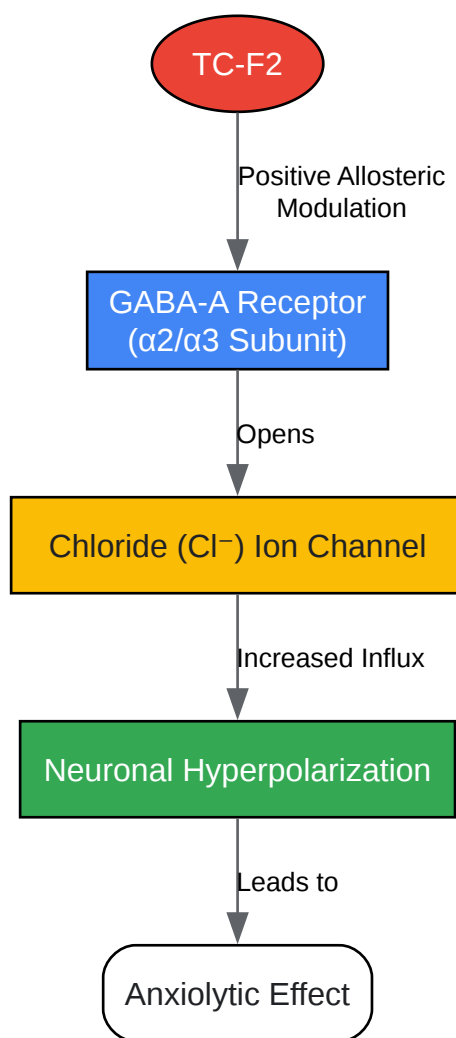 TC-F2
Positive Allosteric
Modulation
GABA-A Receptor
(α2/α3 Subunit)
Opens
Chloride (Cl⁻) Ion Channel
Increased Influx
Neuronal Hyperpolarization
Leads to
Anxiolytic Effect